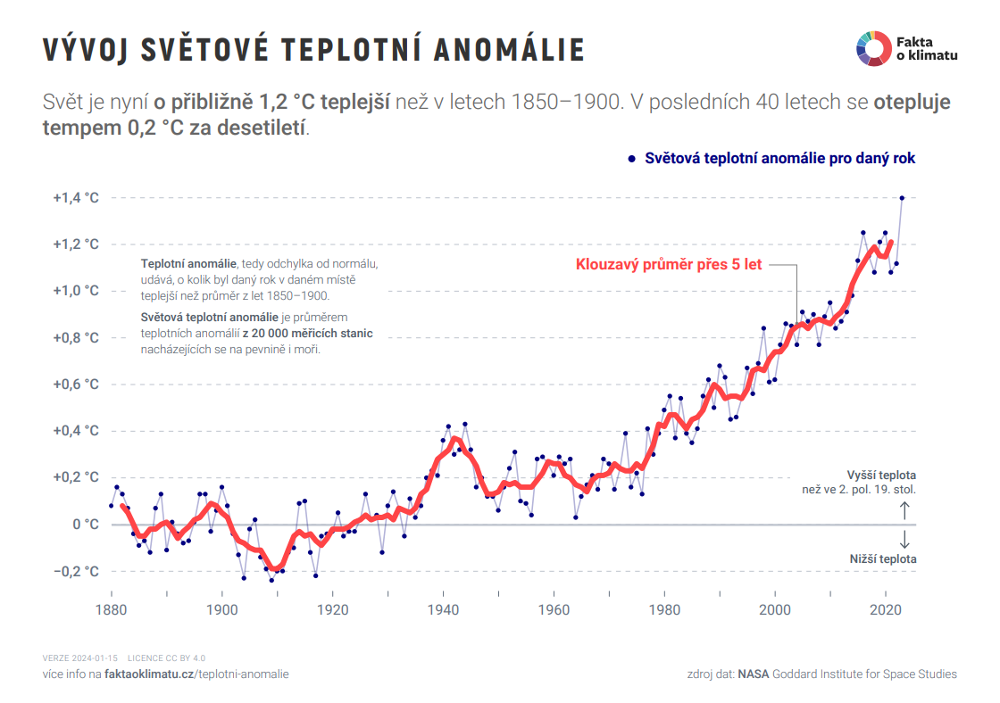 VÝVOJ SVĚTOVÉ TEPLOTNÍ ANOMÁLIE
Fakta
o klimatu
Svět je nyní o přibližně 1,2 °C teplejší než v letech 1850–1900. V posledních 40 letech se otepluje
tempem 0,2 °C za desetiletí.
Světová teplotní anomálie pro daný rok
+1,4 °C
+1,2 °C
Teplotní anomálie, tedy odchylka od normálu,
udává, o kolik byl daný rok v daném místě
teplejší než průměr z let 1850–1900.
Klouzavý průměr přes 5 let
+1,0 °C
Světová teplotní anomálie je průměrem
teplotních anomálií z 20 000 měřicích stanic
nacházejících se na pevnině i moři.
+0,8 °C
+0,6 °C
+0,4 °C
+0,2 °C
Vyšší teplota
než ve 2. pol. 19. stol.
0 °C
Nižší teplota
−0,2 °C
1880 1900 1920 1940 1960 1980 2000 2020
VERZE 2024-01-15 LICENCE CC BY 4.0
více info na faktaoklimatu.cz/teplotni-anomalie
zdroj dat: NASA Goddard Institute for Space Studies